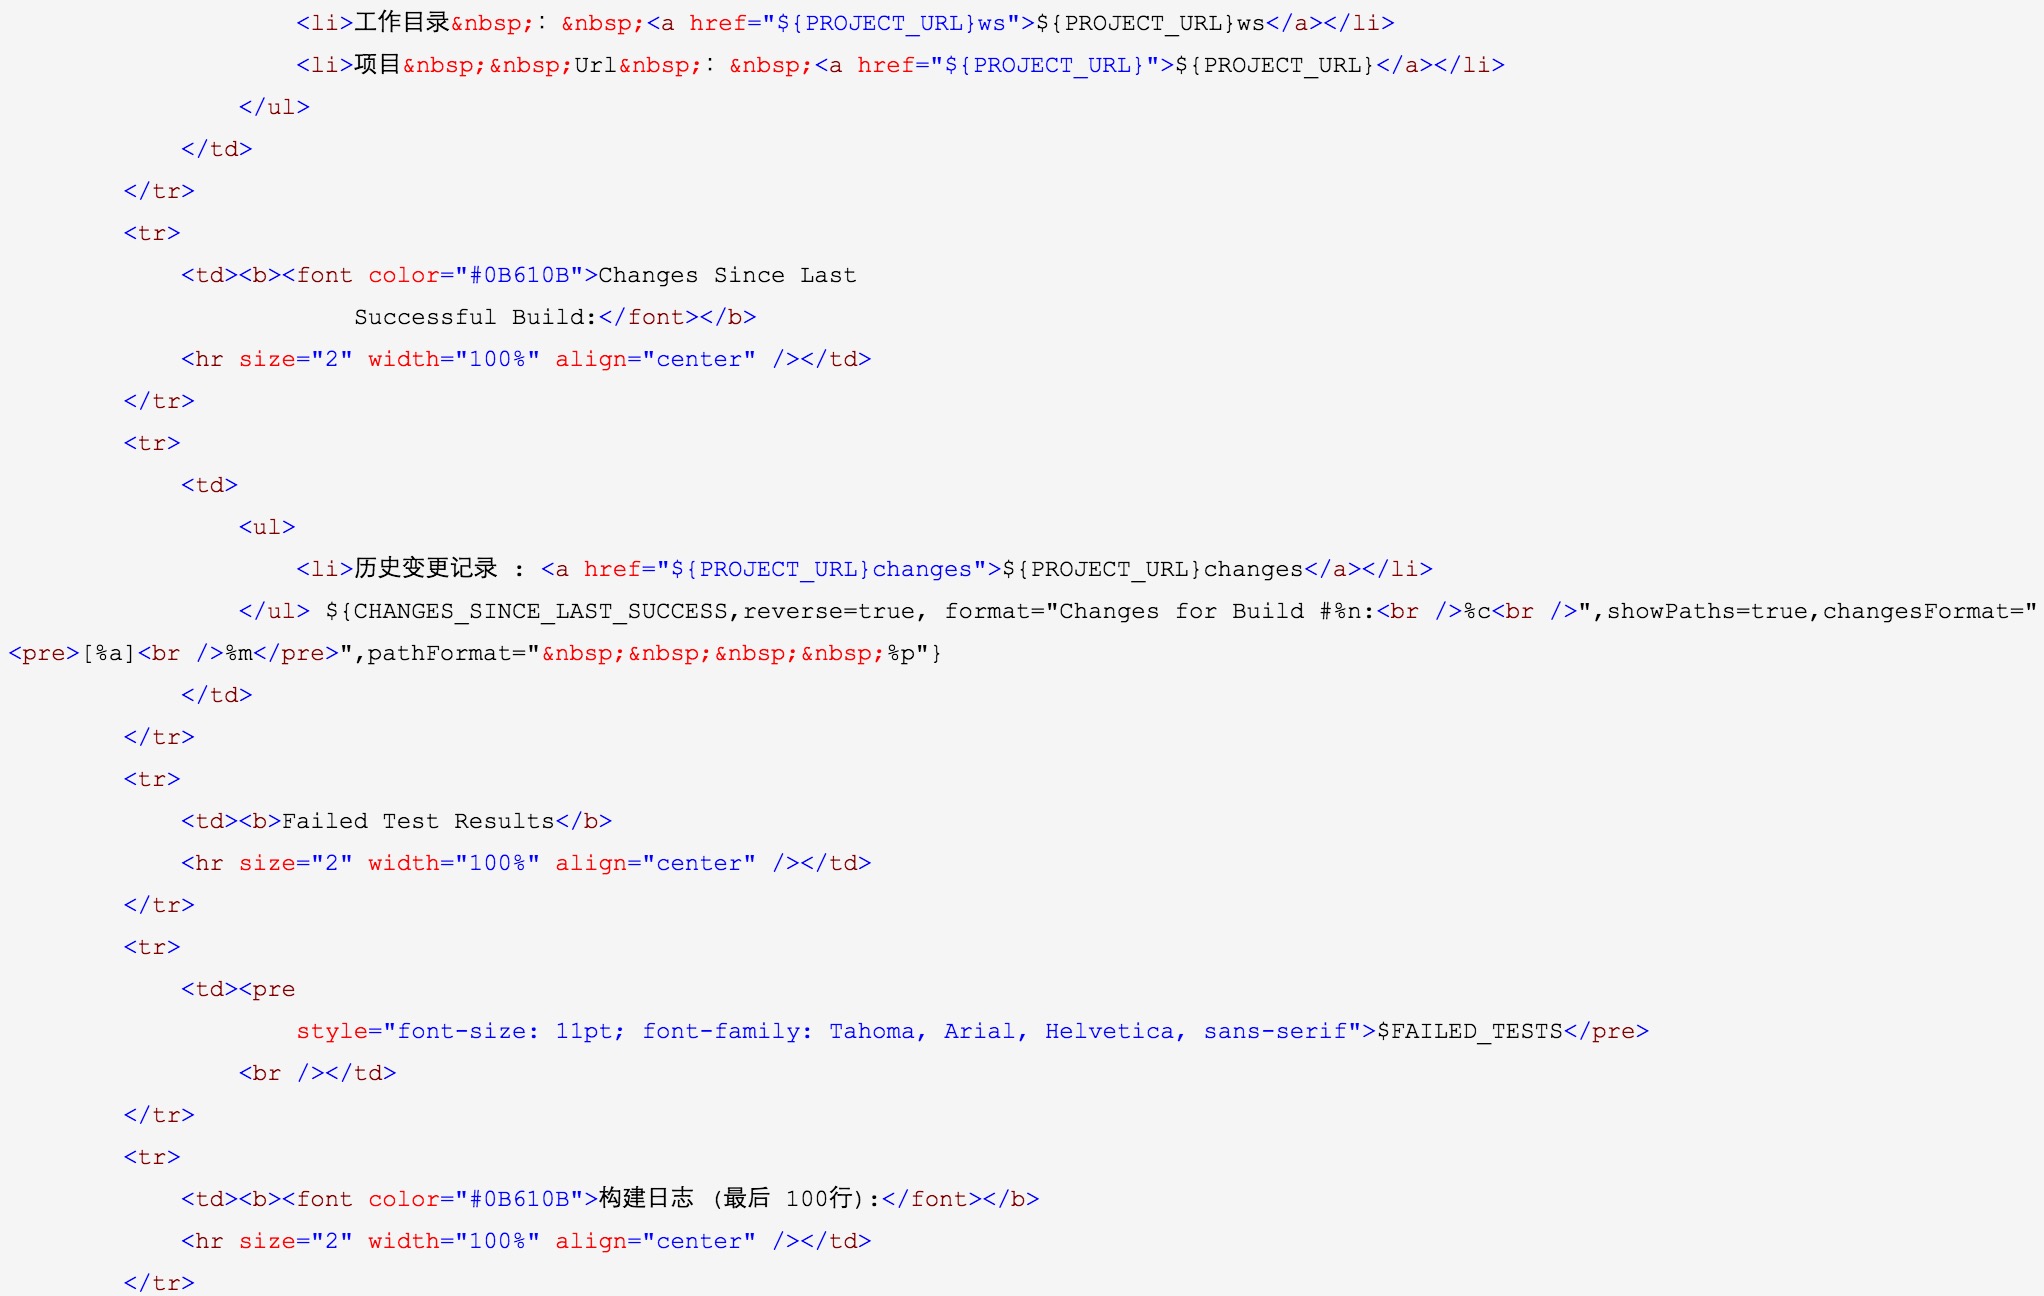 <li>工作目录&nbsp;：&nbsp;<a href="${PROJECT_URL}ws">${PROJECT_URL}ws</a></li>
<li>项目&nbsp;&nbsp;Url&nbsp;：&nbsp;<a href="${PROJECT_URL}">${PROJECT_URL}</a></li>
</ul>
</td>
</tr>
<tr>
<td><b><font color="#0B610B">Changes Since Last
Successful Build:</font></b>
<hr size="2" width="100%" align="center" /></td>
</tr>
<tr>
<td>
<ul>
<li>历史变更记录 : <a href="${PROJECT_URL}changes">${PROJECT_URL}changes</a></li>
</ul> ${CHANGES_SINCE_LAST_SUCCESS,reverse=true, format="Changes for Build #%n:<br />%c<br />",showPaths=true,changesFormat="
<pre>[%a]<br />%m</pre>",pathFormat="&nbsp;&nbsp;&nbsp;&nbsp;%p"}
</td>
</tr>
<tr>
<td><b>Failed Test Results</b>
<hr size="2" width="100%" align="center" /></td>
</tr>
<tr>
<td><pre
style="font-size: 11pt; font-family: Tahoma, Arial, Helvetica, sans-serif">$FAILED_TESTS</pre>
<br /></td>
</tr>
<tr>
<td><b><font color="#0B610B">构建日志 (最后 100行):</font></b>
<hr size="2" width="100%" align="center" /></td>
</tr>